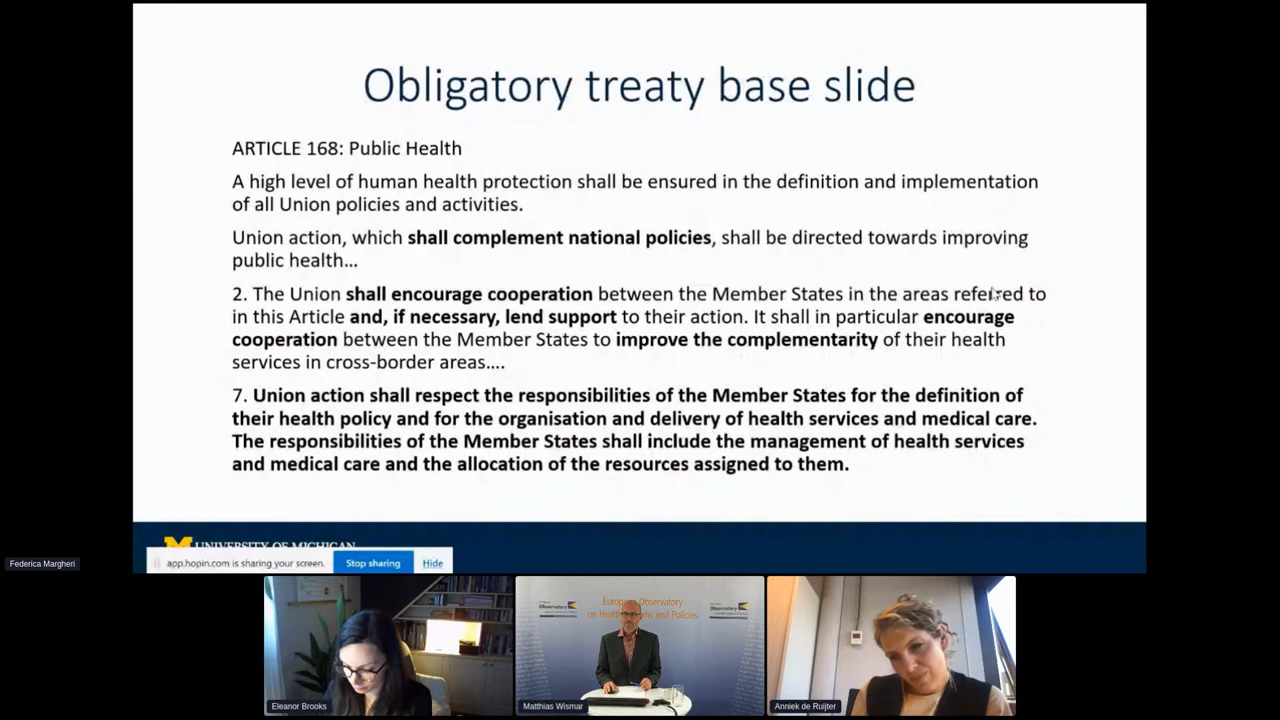 Obligatory treaty base slide
ARTICLE 168: Public Health
A high level of human health protection shall be ensured in the definition and implementation
of all Union policies and activities.
Union action, which shall complement national policies, shall be directed towards improving
public health...
2. The Union shall encourage cooperation between the Member States in the areas referred to
in this Article and, if necessary, lend support to their action. It shall in particular encourage
cooperation between the Member States to improve the complementarity of their health
services in cross-border areas....
7. Union action shall respect the responsibilities of the Member States for the definition of
their health policy and for the organisation and delivery of health services and medical care.
The responsibilities of the Member States shall include the management of health services
and medical care and the allocation of the resources assigned to them.
M UNIVERSITY OF MICHIGAN
app.hopin.com is sharing your screen. Stop sharing Hide
Federica Margheri
Observatory
Observatory
on Health and Policies
Eleanor Brooks
Matthias Wismar
Anniek de Ruijter